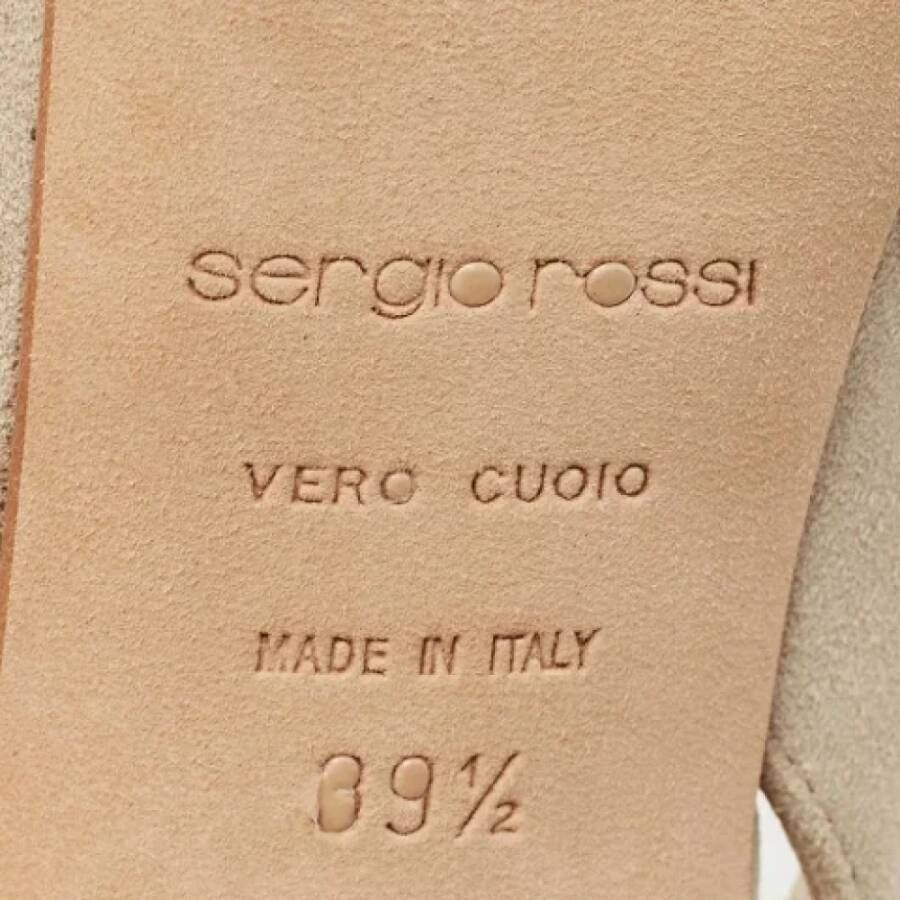 sergio rossi
VERO CUOIO
MADE IN ITALY
39½